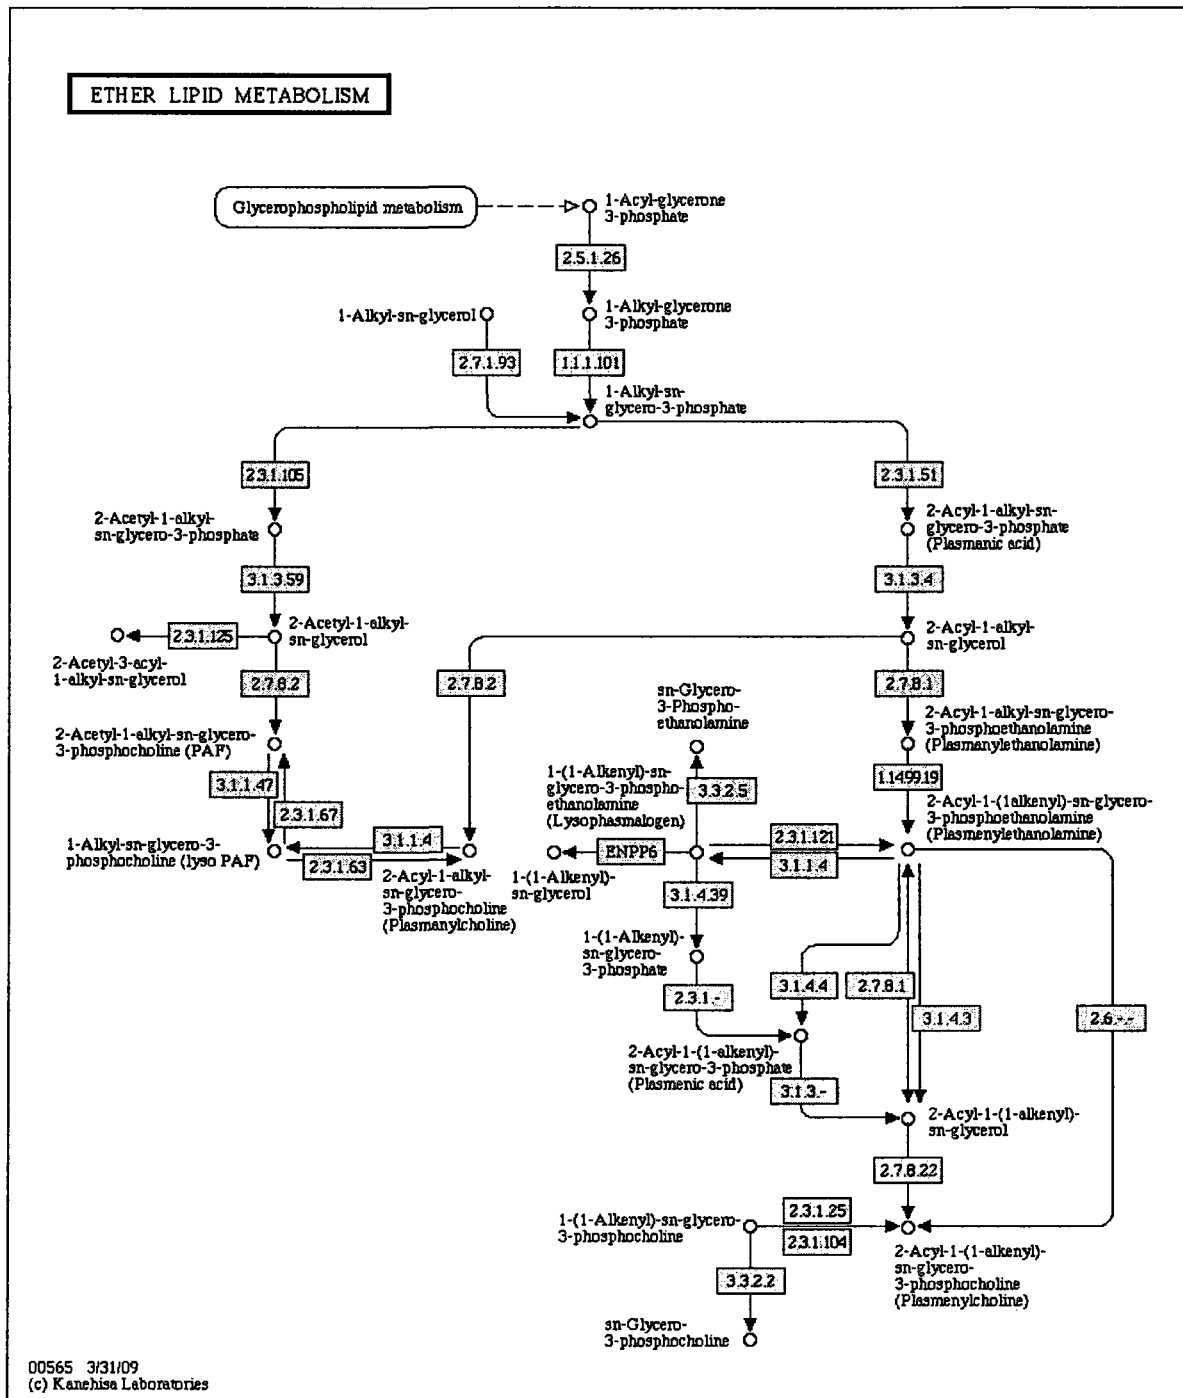 ETHER LIPID METABOLISM
Glycerophospholipid metabolism
1-Acyl-glycerone
3-phosphate
2.5.1.26
1-Alkyl-sn-glycerol
1-Alkyl-glycerone
3-phosphate
2.7.1.93
1.1.1.101
1-Alkyl-sn-
glycero-3-phosphate
2.3.1.105
2.3.1.51
2-Acetyl-1-alkyl-
sn-glycero-3-phosphate
2-Acyl-1-alkyl-sn-
glycero-3-phosphate
(Plasmanic acid)
3.1.3.59
3.1.3.4
2.3.1.125
2-Acetyl-1-alkyl-
sn-glycerol
2-Acyl-1-alkyl-
sn-glycerol
2-Acetyl-3-acyl-
1-alkyl-sn-glycerol
2.7.8.2
2.7.8.2
2.7.8.1
sn-Glycero-
3-Phospho-
ethanolamine
2-Acetyl-1-alkyl-sn-glycero-
3-phosphocholine (PAF)
2-Acyl-1-alkyl-sn-glycero-
3-phosphoethanolamine
(Plasmanylethanolamine)
3.1.1.47
2.3.1.67
1-(1-Alkenyl)-sn-
glycero-3-phospho-
ethanolamine
(Lysophasmalogen)
3.3.2.5
1.14.99.19
2-Acyl-1-(1alkenyl)-sn-glycero-
3-phosphoethanolamine
(Plasmenylethanolamine)
1-Alkyl-sn-glycero-3-
phosphocholine (lyso PAF)
3.1.1.4
2.3.1.63
ENPP6
2.3.1.121
3.1.1.4
2-Acyl-1-alkyl-
sn-glycero-
3-phosphocholine
(Plasmanylcholine)
1-(1-Alkenyl)-
sn-glycerol
3.1.4.39
1-(1-Alkenyl)-
sn-glycero-
3-phosphate
2.3.1.-
3.1.4.4
2.7.8.1
3.1.4.3
2.6.-.-
2-Acyl-1-(1-alkenyl)-
sn-glycero-3-phosphate
(Plasmenic acid)
3.1.3.-
2-Acyl-1-(1-alkenyl)-
sn-glycerol
2.7.8.22
1-(1-Alkenyl)-sn-glycero-
3-phosphocholine
2.3.1.25
2.3.1.104
2-Acyl-1-(1-alkenyl)-
sn-glycero-
3-phosphocholine
(Plasmenylcholine)
3.3.2.2
sn-Glycero-
3-phosphocholine
00565 3/31/09
(c) Kanehisa Laboratories